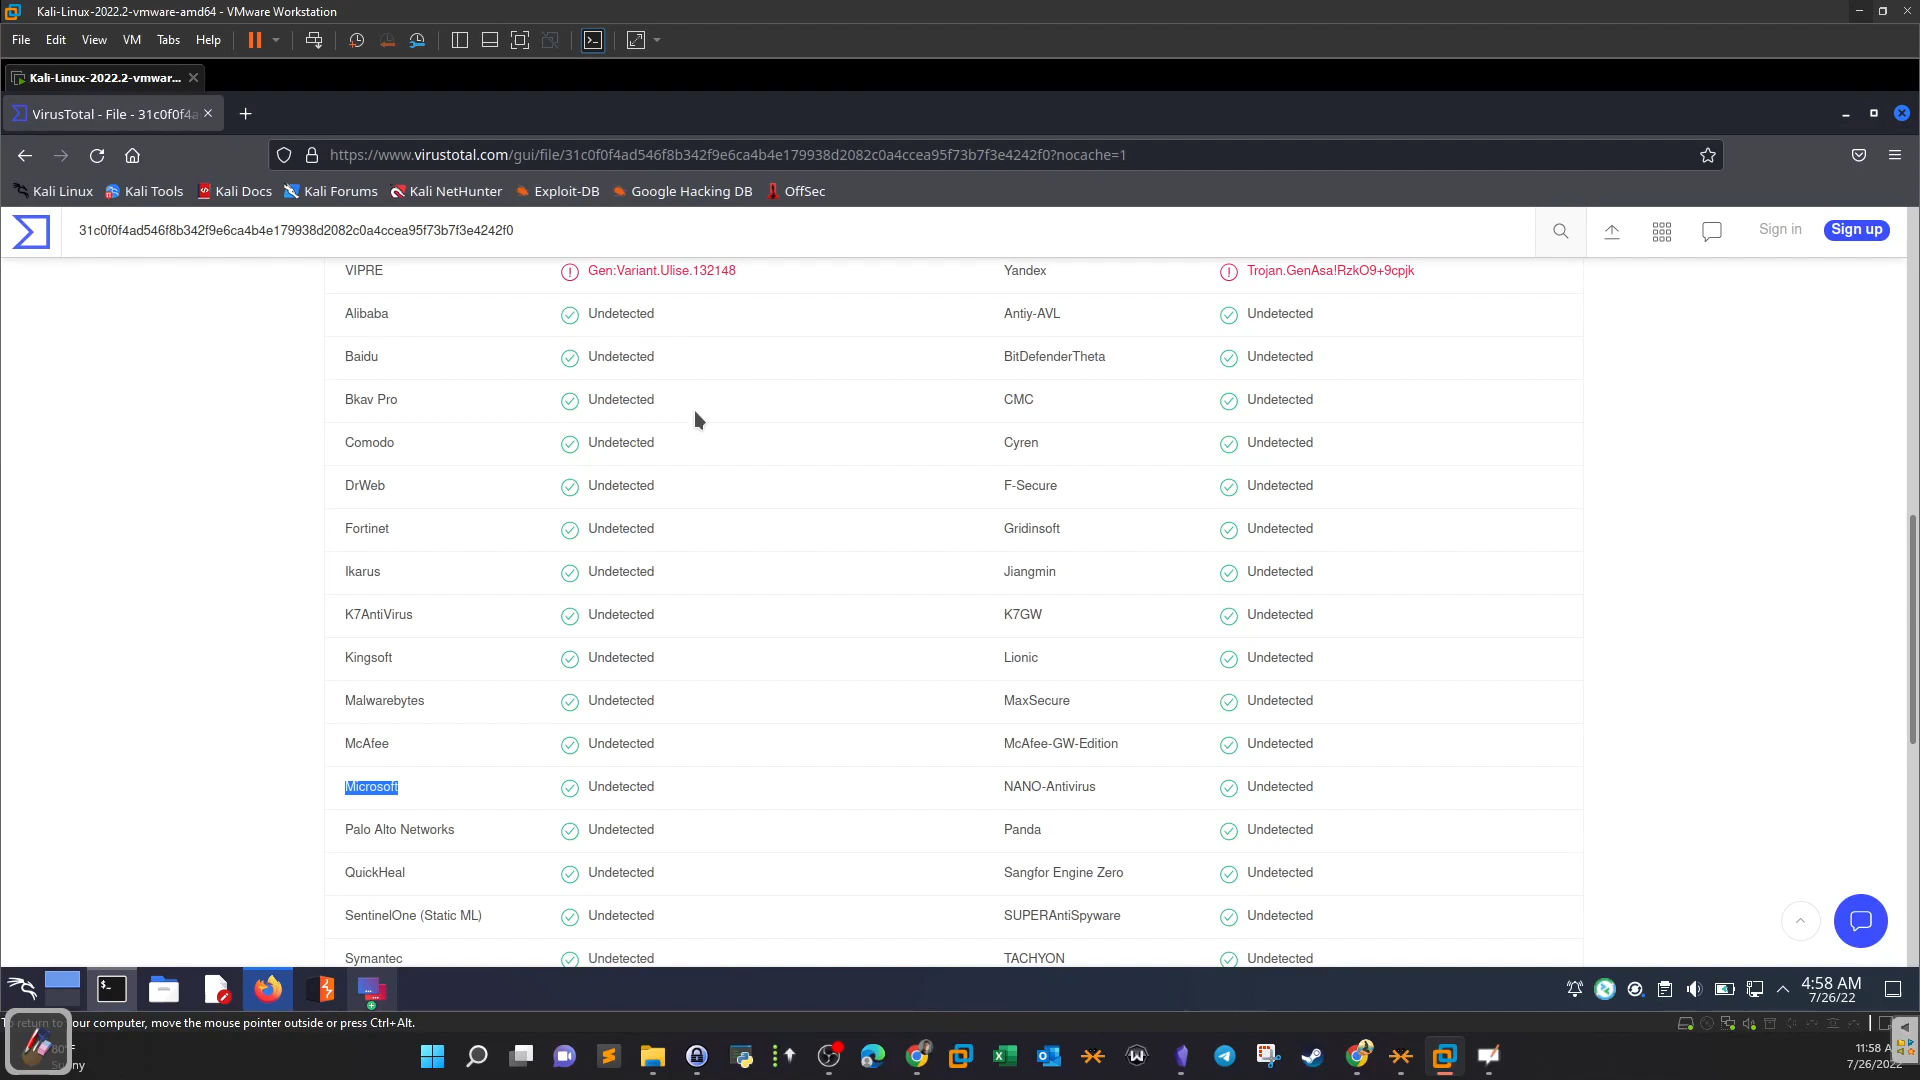 Kali-Linux-2022.2-vmware-amd64 - VMware Workstation
File Edit View VM Tabs Help
Kali-Linux-2022.2-vmwar...
VirusTotal - File - 31c0f0f4a
https://www.virustotal.com/gui/file/31c0f0f4ad546f8b342f9e6ca4b4e179938d2082c0a4ccea95f73b7f3e4242f0?nocache=1
Kali Linux Kali Tools Kali Docs Kali Forums Kali NetHunter Exploit-DB Google Hacking DB OffSec
31c0f0f4ad546f8b342f9e6ca4b4e179938d2082c0a4ccea95f73b7f3e4242f0 Sign in Sign up
VIPRE Gen:Variant.Ulise.132148 Yandex Trojan.GenAsa!RzkO9+9cpjk
Alibaba Undetected Antiy-AVL Undetected
Baidu Undetected BitDefenderTheta Undetected
Bkav Pro Undetected CMC Undetected
Comodo Undetected Cyren Undetected
DrWeb Undetected F-Secure Undetected
Fortinet Undetected Gridinsoft Undetected
Ikarus Undetected Jiangmin Undetected
K7AntiVirus Undetected K7GW Undetected
Kingsoft Undetected Lionic Undetected
Malwarebytes Undetected MaxSecure Undetected
McAfee Undetected McAfee-GW-Edition Undetected
Microsoft Undetected NANO-Antivirus Undetected
Palo Alto Networks Undetected Panda Undetected
QuickHeal Undetected Sangfor Engine Zero Undetected
SentinelOne (Static ML) Undetected SUPERAntiSpyware Undetected
Symantec Undetected TACHYON Undetected
4:58 AM
7/26/22
return to your computer, move the mouse pointer outside or press Ctrl+Alt.
11:58
7/26/202